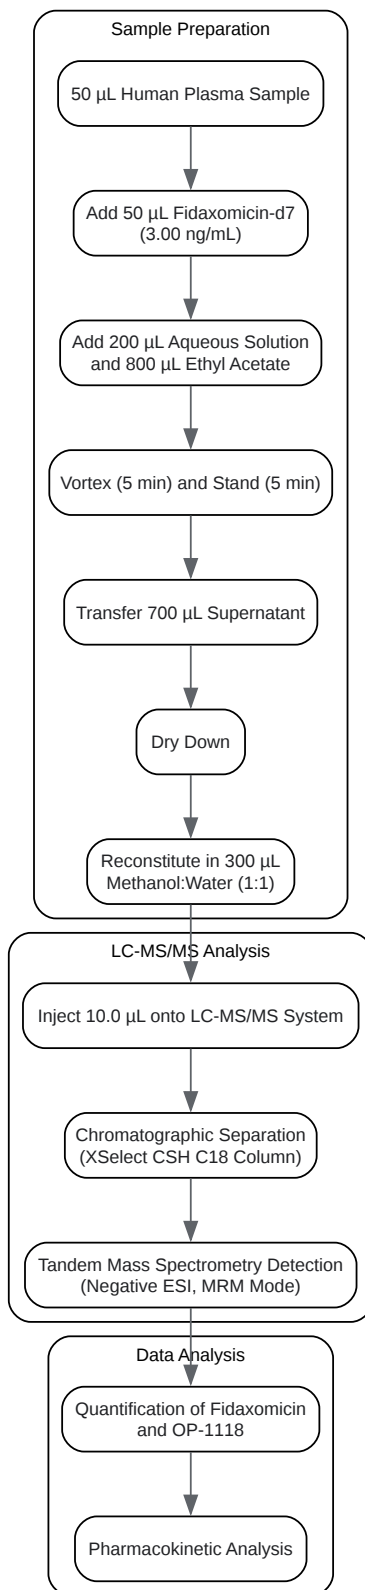 Sample Preparation
50 µL Human Plasma Sample
Add 50 µL Fidaxomicin-d7
(3.00 ng/mL)
Add 200 µL Aqueous Solution
and 800 µL Ethyl Acetate
Vortex (5 min) and Stand (5 min)
Transfer 700 µL Supernatant
Dry Down
Reconstitute in 300 µL
Methanol:Water (1:1)
LC-MS/MS Analysis
Inject 10.0 µL onto LC-MS/MS System
Chromatographic Separation
(XSelect CSH C18 Column)
Tandem Mass Spectrometry Detection
(Negative ESI, MRM Mode)
Data Analysis
Quantification of Fidaxomicin
and OP-1118
Pharmacokinetic Analysis